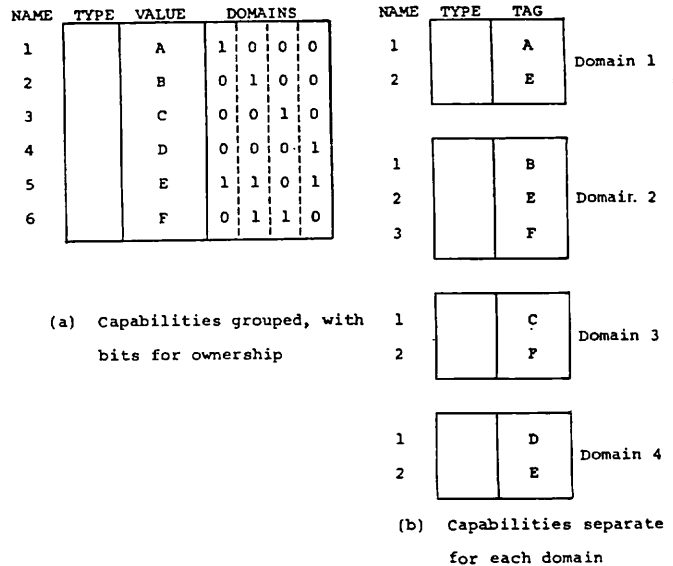 NAME TYPE VALUE DOMAINS
1 A 1 0 0 0
2 B 0 1 0 0
3 C 0 0 1 0
4 D 0 0 0 1
5 E 1 1 0 1
6 F 0 1 1 0
(a) Capabilities grouped, with
bits for ownership
NAME TYPE TAG
1 A
2 E
Domain 1
1 B
2 E
3 F
Domair. 2
1 C
2 F
Domain 3
1 D
2 E
Domain 4
(b) Capabilities separate
for each domain